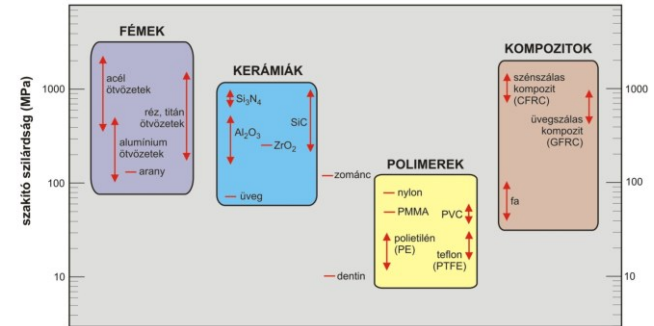 szakító szilárdság (MPa)
1000
100
10
FÉMEK
acél
ötvözetek
réz, titán
ötvözetek
alumínium
ötvözetek
arany
KERÁMIÁK
Si3N4
Al2O3
SiC
ZrO2
üveg
zománc
dentin
POLIMEREK
nylon
PMMA
PVC
polietilén
(PE)
teflon
(PTFE)
KOMPOZITOK
szénszálas
kompozit
(CFRC)
üvegszálas
kompozit
(GFRC)
fa
1000
100
10